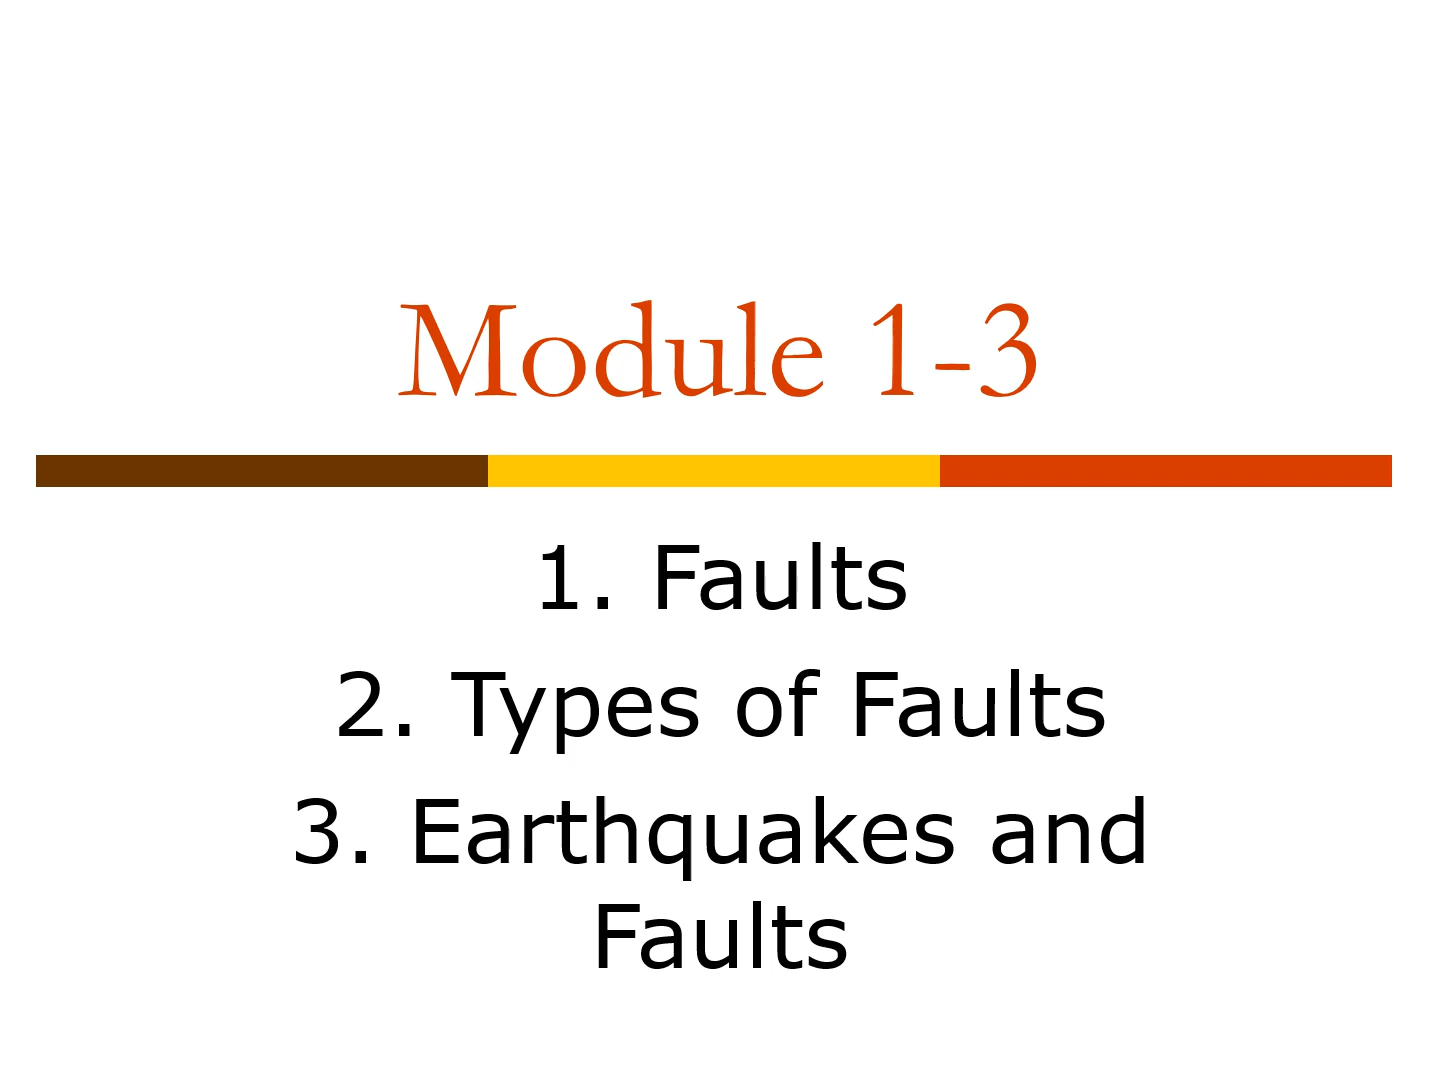 Module 1-3
1. Faults
2. Types of Faults
3. Earthquakes and
Faults